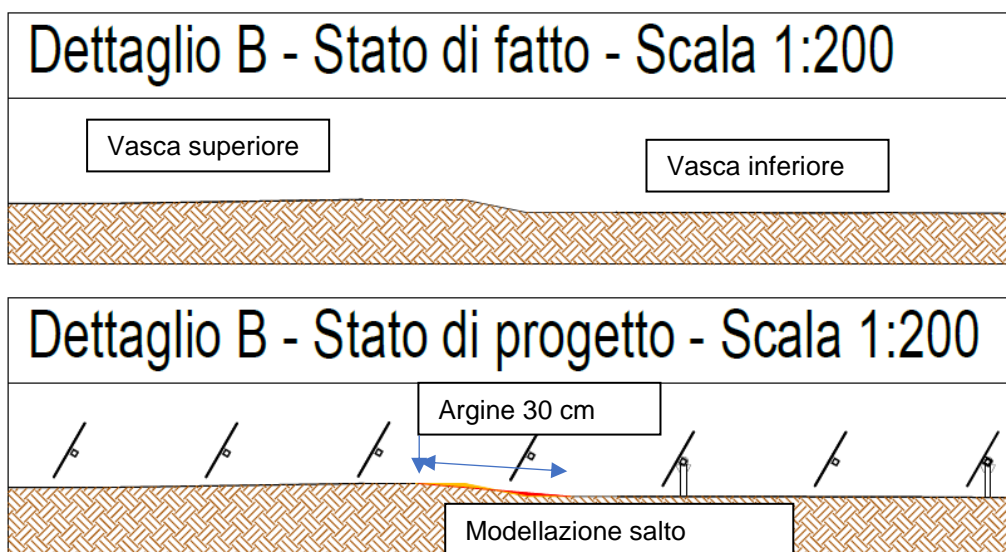 Dettaglio B - Stato di fatto - Scala 1:200
Vasca superiore
Vasca inferiore
Dettaglio B - Stato di progetto - Scala 1:200
Argine 30 cm
Modellazione salto